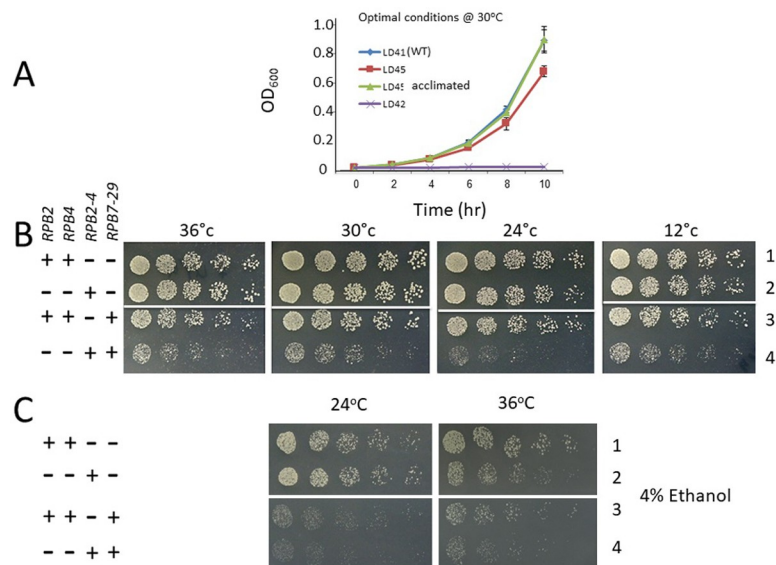 A
Optimal conditions @ 30°C
OD600
1.0
0.8
0.6
0.4
0.2
0
LD41 (WT)
LD45
LD45 acclimated
LD42
0 2 4 6 8 10
Time (hr)
B
RPB2
RPB4
RPB2-4
RPB7-29
36°c 30°c 24°c 12°c
+ + - - 1
- - + - 2
+ + - + 3
- - + + 4
C
24°C 36°C
+ + - - 1
- - + - 2
4% Ethanol
+ + - + 3
- - + + 4